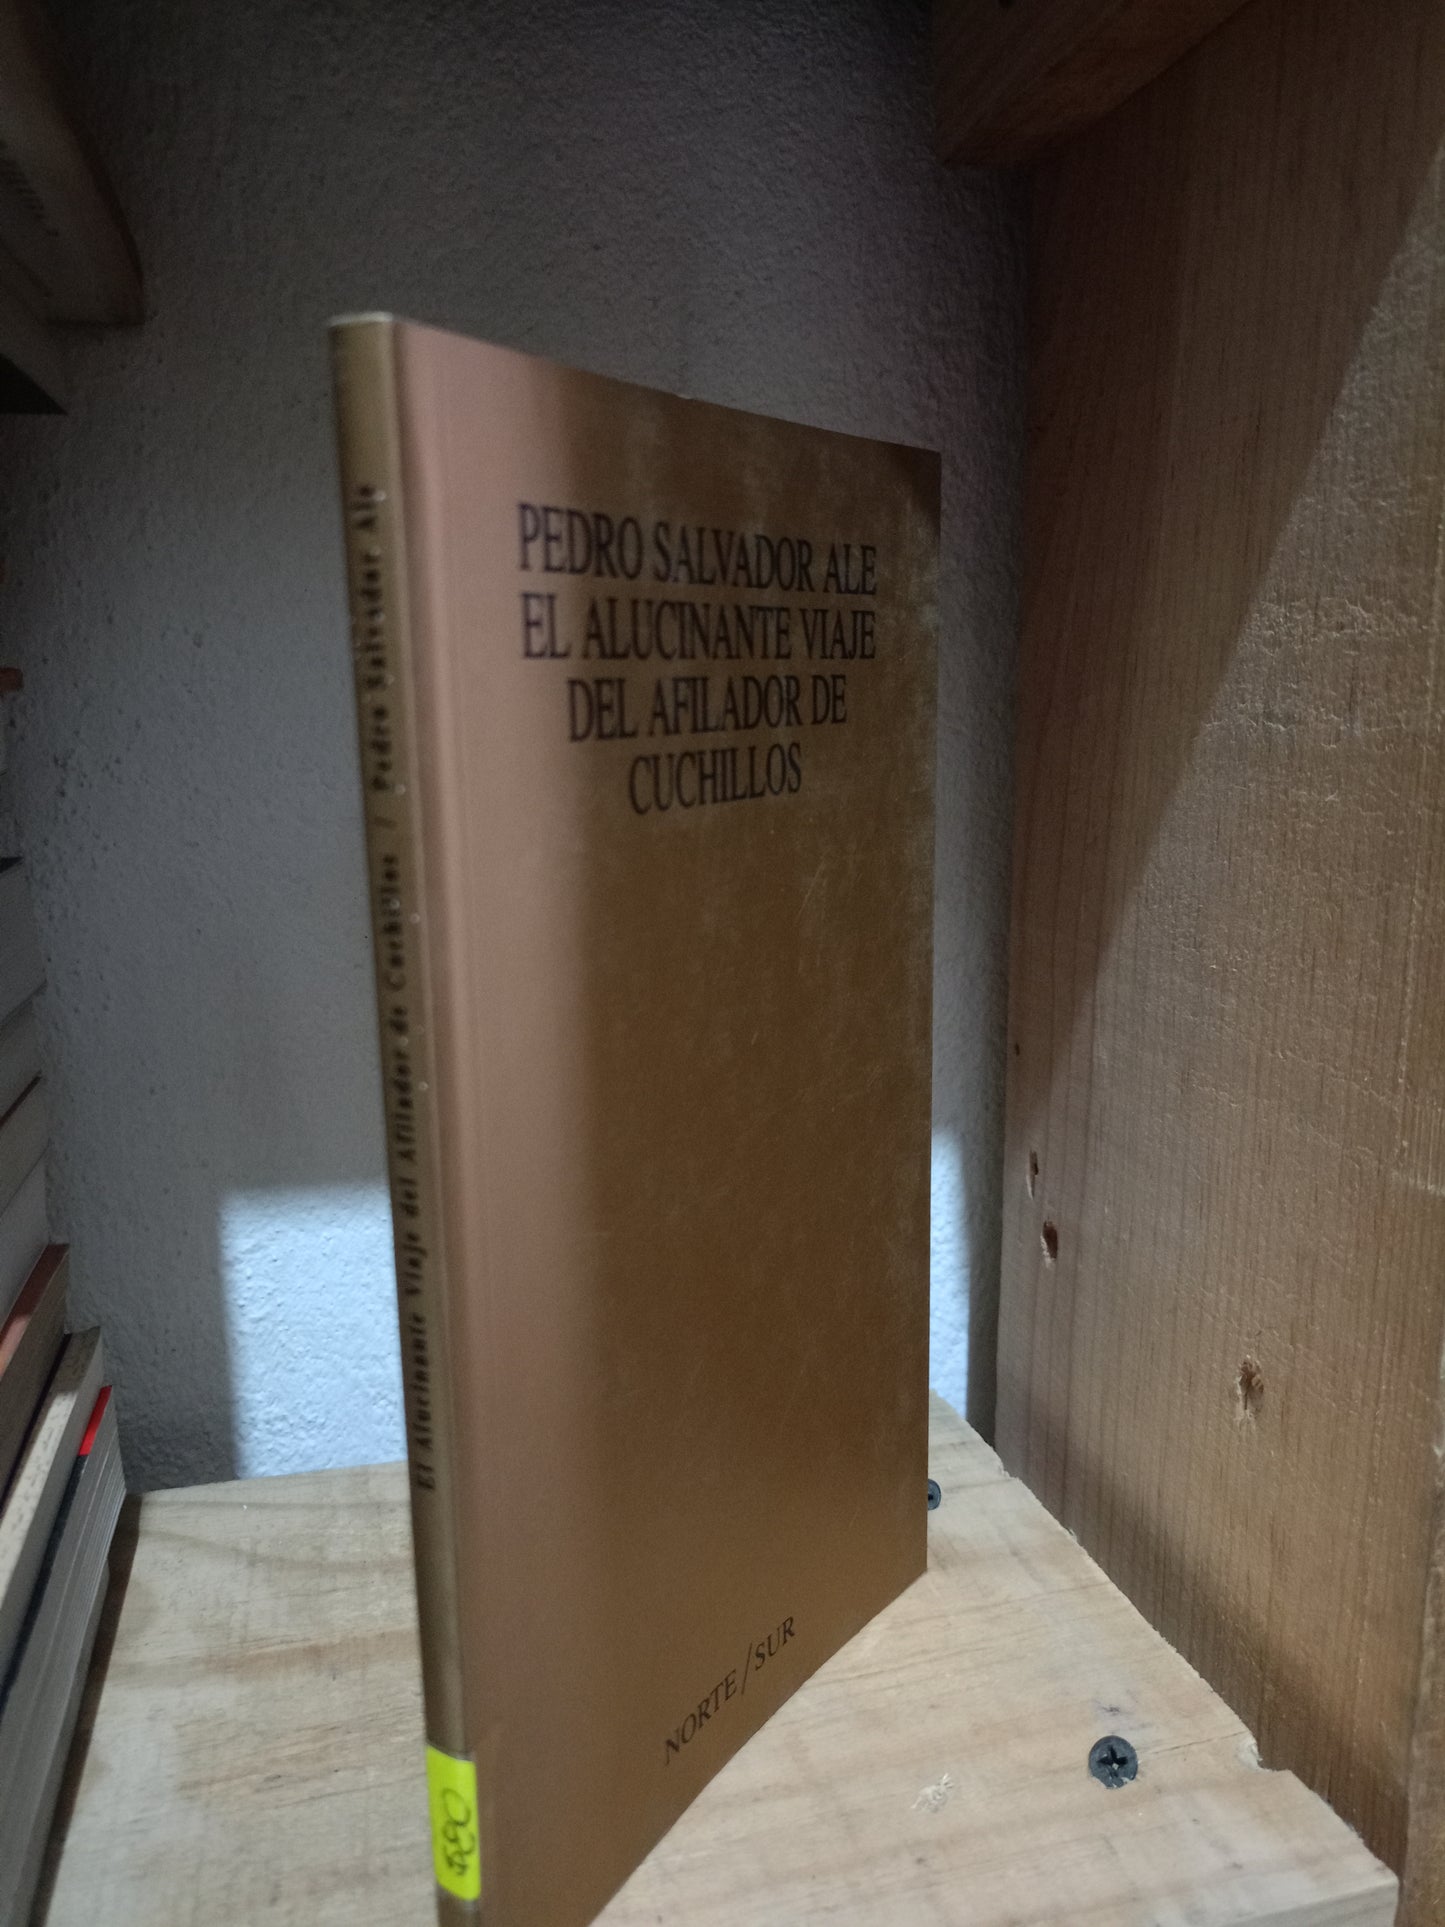 PEDRO SALVADOR ALE
EL ALUCINANTE VIAJE
DEL AFILADOR DE
CUCHILLOS
NORTE/SUR
El Alucinante Viaje del Afilador de Cuchillos / Pedro Salvador Ale